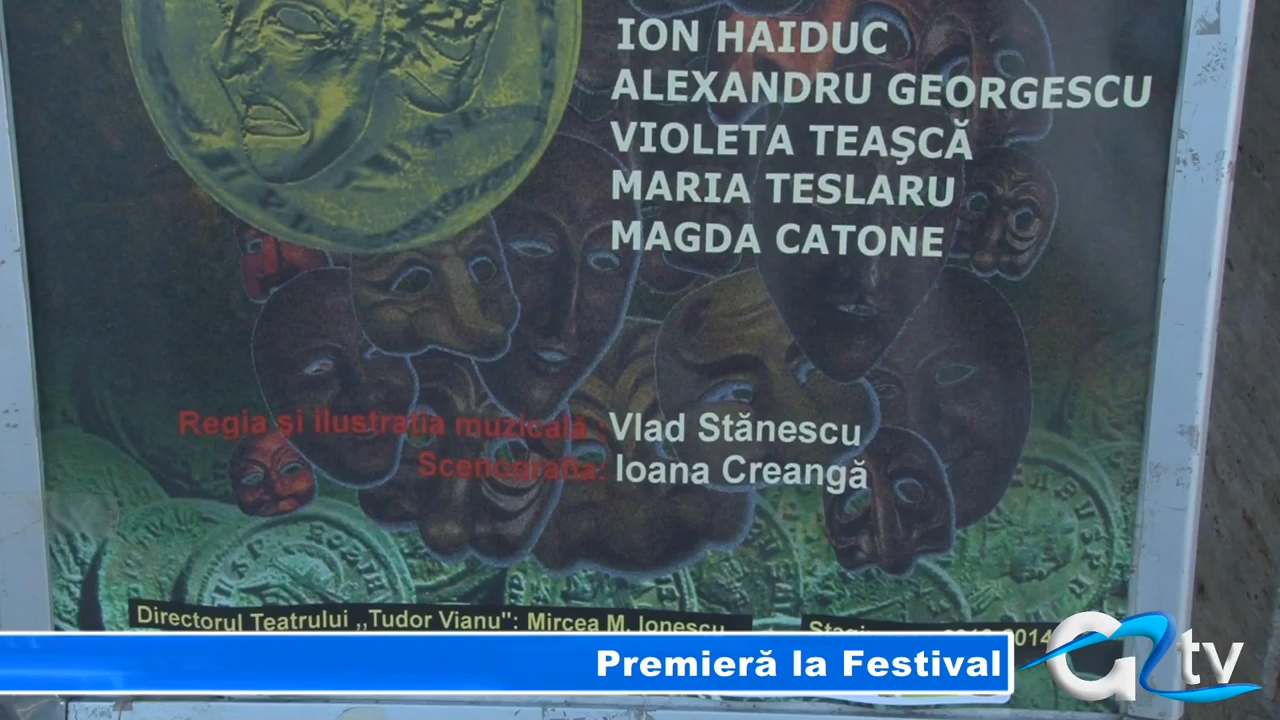 ION HAIDUC
ALEXANDRU GEORGESCU
VIOLETA TEAŞCĂ
MARIA TESLARU
MAGDA CATONE
Regia şi ilustraţia muzicală : Vlad Stănescu
Scenografia: Ioana Creangă
Directorul Teatrului ,,Tudor Vianu": Mircea M. Ionescu
Premieră la Festival
G2 tv